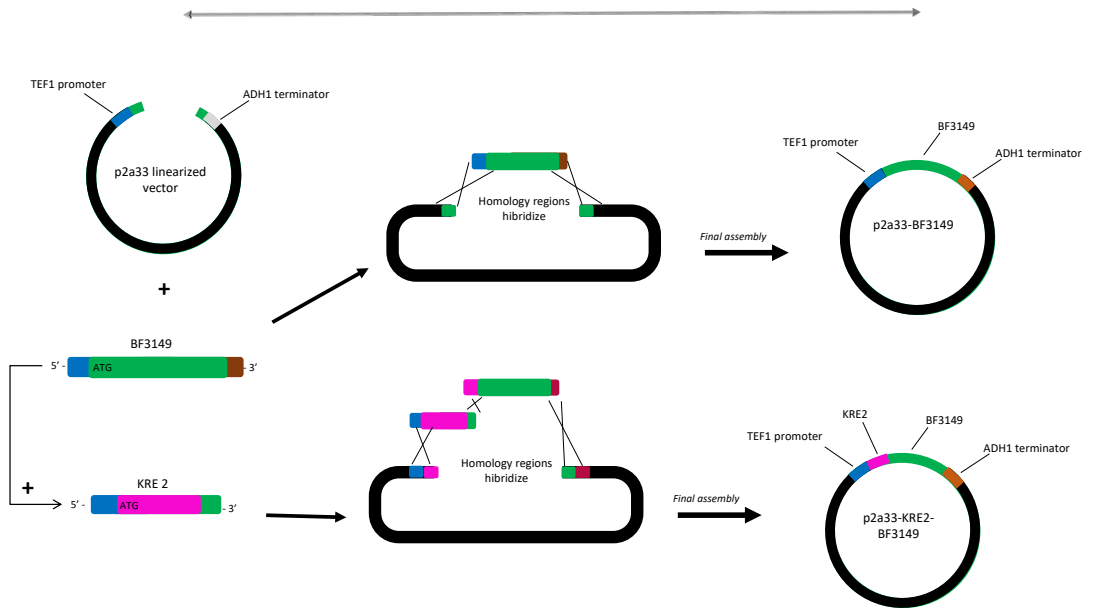 TEF1 promoter
ADH1 terminator
p2a33 linearized
vector
+
BF3149
5’ -
ATG
- 3’
+
KRE 2
5’ -
ATG
- 3’
Homology regions
hibridize
Final assembly
BF3149
TEF1 promoter
ADH1 terminator
p2a33-BF3149
Homology regions
hibridize
Final assembly
KRE2
BF3149
TEF1 promoter
ADH1 terminator
p2a33-KRE2-
BF3149